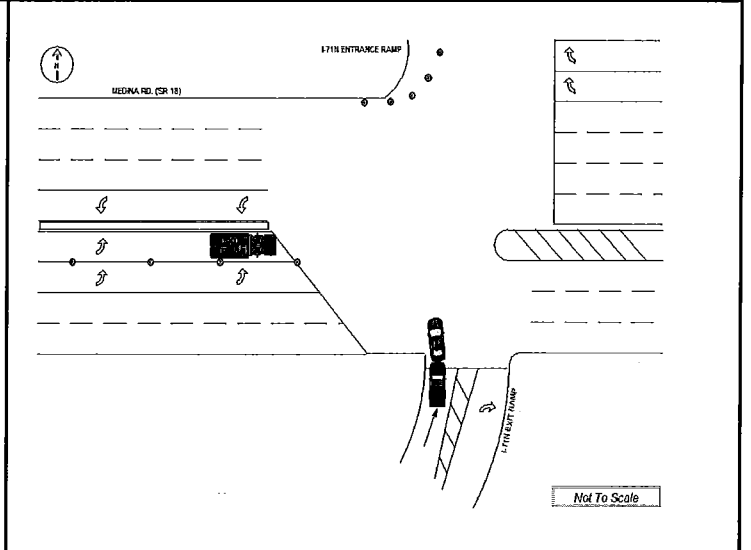 I-71N ENTRANCE RAMP
N
MEDINA RD. (SR 18)
I-71N EXIT RAMP
Not To Scale